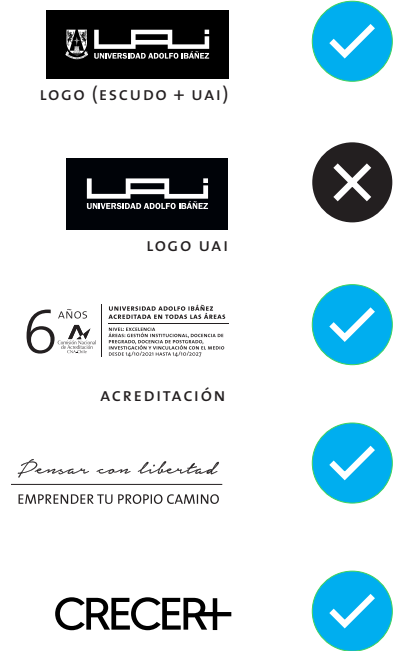 UAI
UNIVERSIDAD ADOLFO IBÁÑEZ
LOGO (ESCUDO + UAI)
UAI
UNIVERSIDAD ADOLFO IBÁÑEZ
LOGO UAI
6 AÑOS
Comisión Nacional
de Acreditación
CNA-Chile
UNIVERSIDAD ADOLFO IBÁÑEZ
ACREDITADA EN TODAS LAS ÁREAS
NIVEL: EXCELENCIA
ÁREAS: GESTIÓN INSTITUCIONAL, DOCENCIA DE
PREGRADO, DOCENCIA DE POSTGRADO,
INVESTIGACIÓN Y VINCULACIÓN CON EL MEDIO
DESDE 14/10/2021 HASTA 14/10/2027
ACREDITACIÓN
Pensar con libertad
EMPRENDER TU PROPIO CAMINO
CRECER+